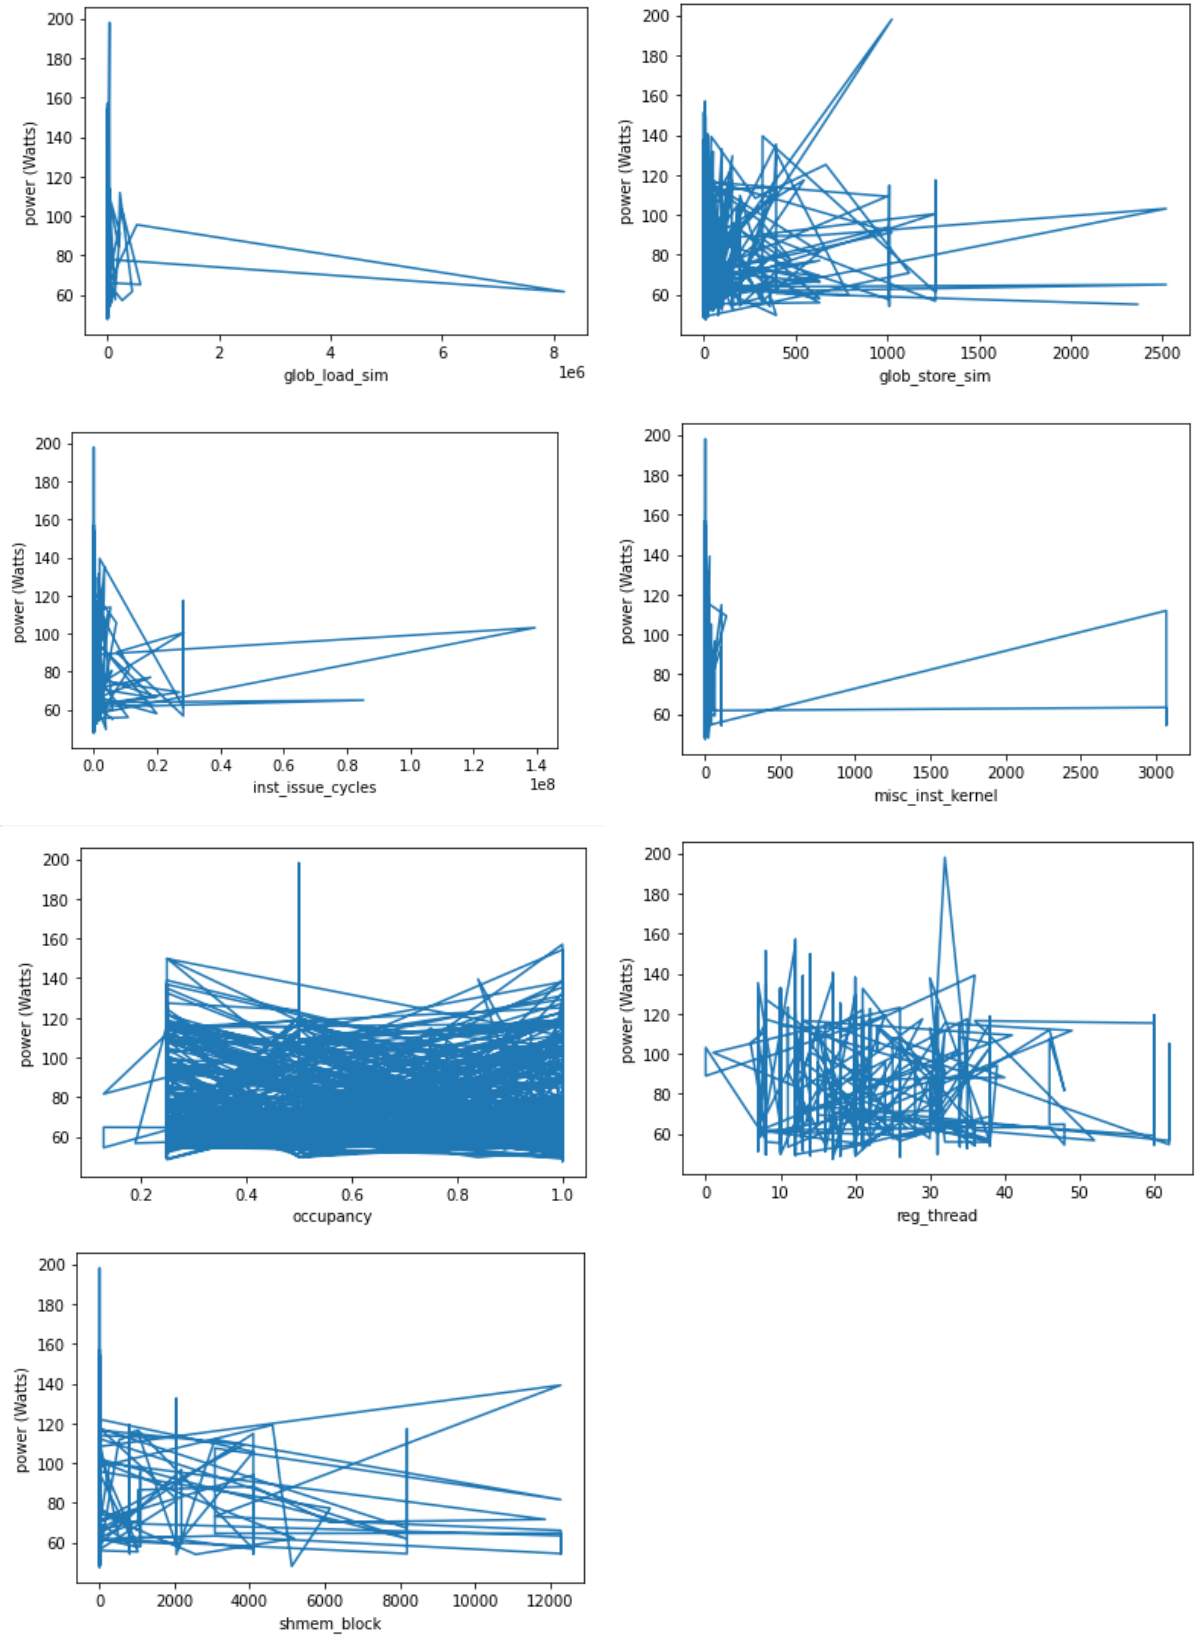 200
180
160
140
120
100
80
60
power (Watts)
0 2 4 6 8
1e6
glob_load_sim
200
180
160
140
120
100
80
60
power (Watts)
0 500 1000 1500 2000 2500
glob_store_sim
200
180
160
140
120
100
80
60
power (Watts)
0.0 0.2 0.4 0.6 0.8 1.0 1.2 1.4
1e8
inst_issue_cycles
200
180
160
140
120
100
80
60
power (Watts)
0 500 1000 1500 2000 2500 3000
misc_inst_kernel
200
180
160
140
120
100
80
60
power (Watts)
0.2 0.4 0.6 0.8 1.0
occupancy
200
180
160
140
120
100
80
60
power (Watts)
0 10 20 30 40 50 60
reg_thread
200
180
160
140
120
100
80
60
power (Watts)
0 2000 4000 6000 8000 10000 12000
shmem_block